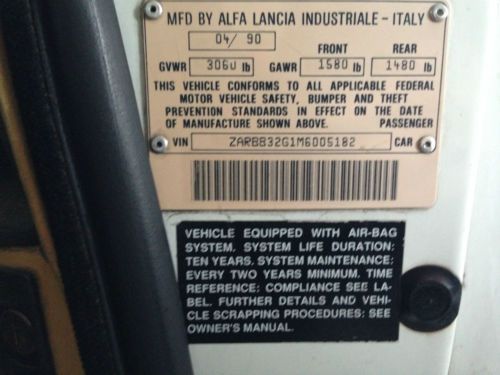 MFD BY ALFA LANCIA INDUSTRIALE - ITALY
04/ 90 FRONT REAR
GVWR 3060 lb GAWR 1580 lb 1480 lb
THIS VEHICLE CONFORMS TO ALL APPLICABLE FEDERAL
MOTOR VEHICLE SAFETY, BUMPER AND THEFT
PREVENTION STANDARDS IN EFFECT ON THE DATE
OF MANUFACTURE SHOWN ABOVE. PASSENGER
VIN ZARBB32G1M6005182 CAR
VEHICLE EQUIPPED WITH AIR-BAG
SYSTEM. SYSTEM LIFE DURATION:
TEN YEARS. SYSTEM MAINTENANCE:
EVERY TWO YEARS MINIMUM. TIME
REFERENCE: COMPLIANCE SEE LA-
BEL. FURTHER DETAILS AND VEHI-
CLE SCRAPPING PROCEDURES: SEE
OWNER'S MANUAL.